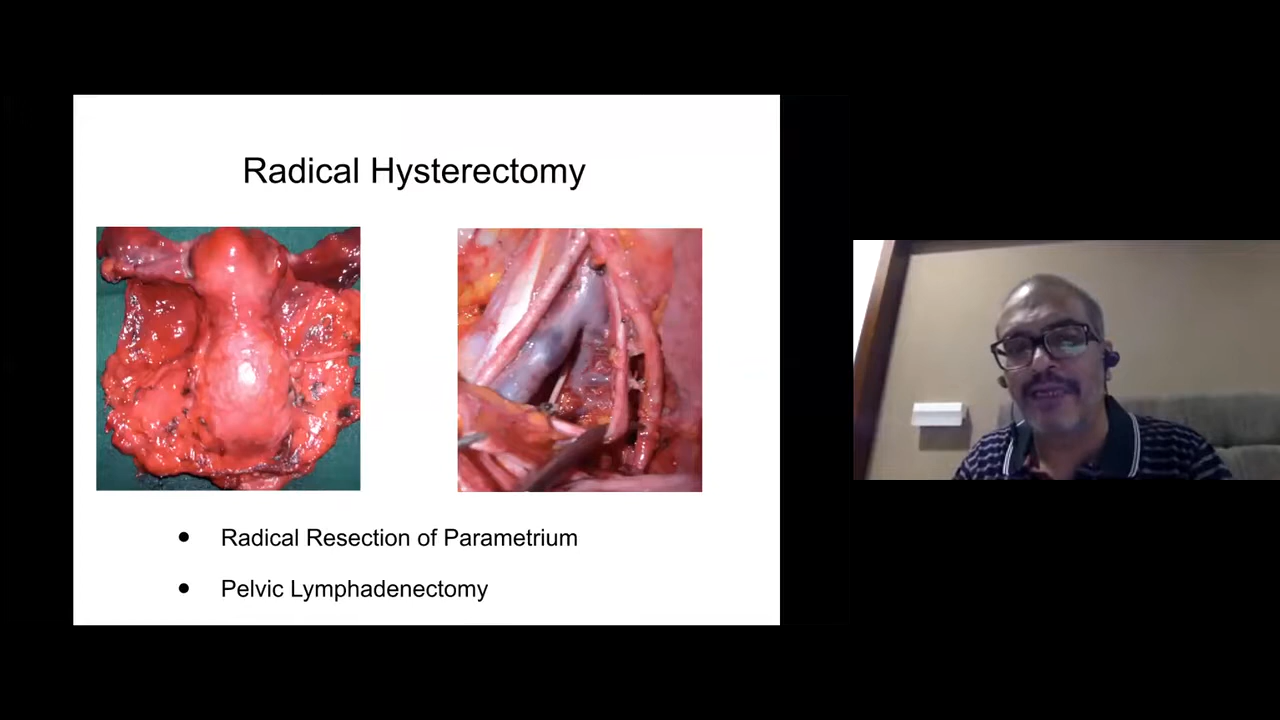 Radical Hysterectomy
● Radical Resection of Parametrium
● Pelvic Lymphadenectomy